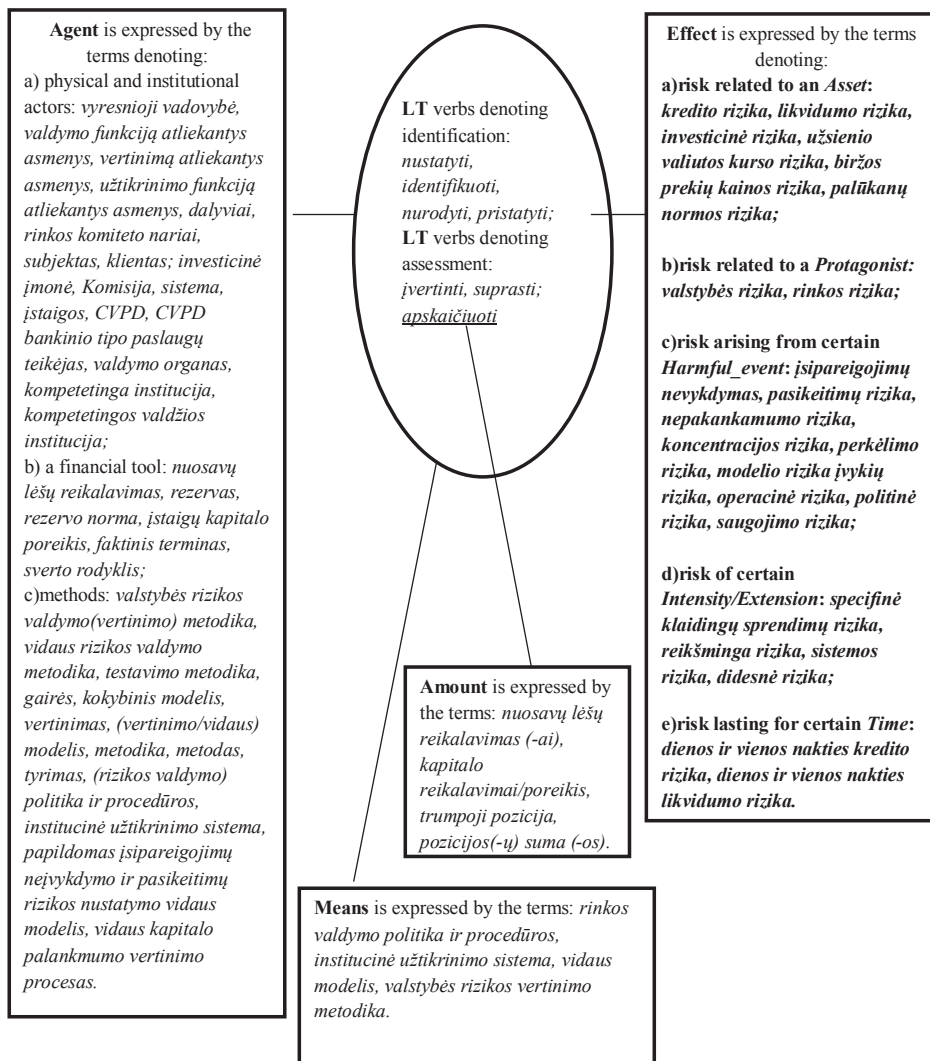 Agent is expressed by the
terms denoting:
a) physical and institutional
actors: vyresnioji vadovybė,
valdymo funkciją atliekantys
asmenys, vertinimą atliekantys
asmenys, užtikrinimo funkciją
atliekantys asmenys, dalyviai,
rinkos komiteto nariai,
subjektas, klientas; investicinė
įmonė, Komisija, sistema,
įstaigos, CVPD, CVPD
bankinio tipo paslaugų
teikėjas, valdymo organas,
kompetetinga institucija,
kompetetingos valdžios
institucija;
b) a financial tool: nuosavų
lėšų reikalavimas, rezervas,
rezervo norma, įstaigų kapitalo
poreikis, faktinis terminas,
sverto rodyklis;
c)methods: valstybės rizikos
valdymo(vertinimo) metodika,
vidaus rizikos valdymo
metodika, testavimo metodika,
gairės, kokybinis modelis,
vertinimas, (vertinimo/vidaus)
modelis, metodika, metodas,
tyrimas, (rizikos valdymo)
politika ir procedūros,
institucinė užtikrinimo sistema,
papildomas įsipareigojimų
neįvykdymo ir pasikeitimų
rizikos nustatymo vidaus
modelis, vidaus kapitalo
palankmumo vertinimo
procesas.
LT verbs denoting
identification:
nustatyti,
identifikuoti,
nurodyti, pristatyti;
LT verbs denoting
assessment:
įvertinti, suprasti;
apskaičiuoti
Effect is expressed by the terms
denoting:
a)risk related to an Asset:
kredito rizika, likvidumo rizika,
investicinė rizika, užsienio
valiutos kurso rizika, biržos
prekių kainos rizika, palūkanų
normos rizika;
b)risk related to a Protagonist:
valstybės rizika, rinkos rizika;
c)risk arising from certain
Harmful_event: įsipareigojimų
nevykdymas, pasikeitimų rizika,
nepakankamumo rizika,
koncentracijos rizika, perkėlimo
rizika, modelio rizika įvykių
rizika, operacinė rizika, politinė
rizika, saugojimo rizika;
d)risk of certain
Intensity/Extension: specifinė
klaidingų sprendimų rizika,
reikšminga rizika, sistemos
rizika, didesnė rizika;
e)risk lasting for certain Time:
dienos ir vienos nakties kredito
rizika, dienos ir vienos nakties
likvidumo rizika.
Amount is expressed by
the terms: nuosavų lėšų
reikalavimas (-ai),
kapitalo
reikalavimai/poreikis,
trumpoji pozicija,
pozicijos(-ų) suma (-os).
Means is expressed by the terms: rinkos
valdymo politika ir procedūros,
institucinė užtikrinimo sistema, vidaus
modelis, valstybės rizikos vertinimo
metodika.